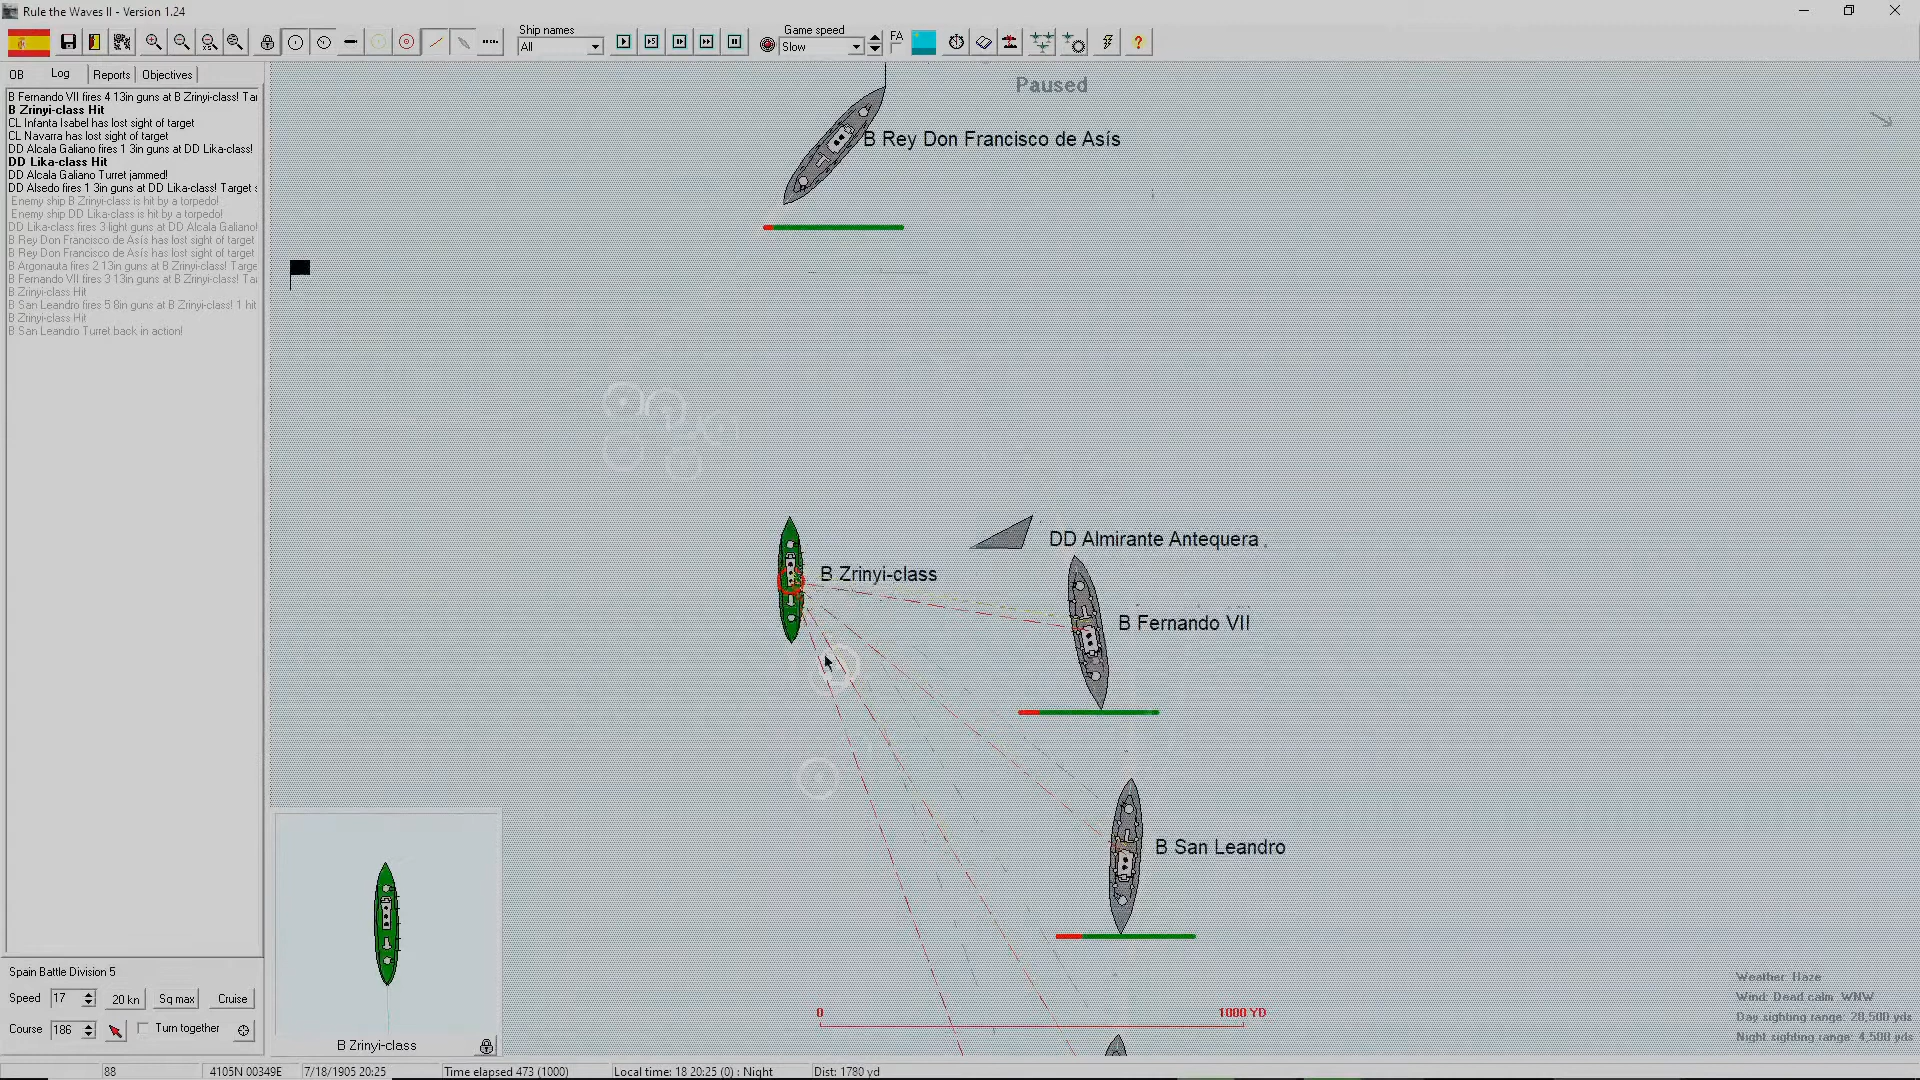 Rule the Waves II - Version 1.24
Ship names
All
Game speed
Slow
FA
OB
Log
Reports
Objectives
B Fernando VII fires 4 13in guns at B Zrinyi-class! Tar
B Zrinyi-class Hit
CL Infanta Isabel has lost sight of target
CL Navarra has lost sight of target
DD Alcala Galiano fires 1 3in guns at DD Lika-class!
DD Lika-class Hit
DD Alcala Galiano Turret jammed!
DD Alsedo fires 1 3in guns at DD Lika-class! Target s
Enemy ship B Zrinyi-class is hit by a torpedo!
Enemy ship DD Lika-class is hit by a torpedo!
DD Lika-class fires 3 light guns at DD Alcala Galiano!
B Rey Don Francisco de Asís has lost sight of target
B Rey Don Francisco de Asís has lost sight of target
B Argonauta fires 2 13in guns at B Zrinyi-class! Targe
B Fernando VII fires 3 13in guns at B Zrinyi-class! Tar
B Zrinyi-class Hit
B San Leandro fires 5 8in guns at B Zrinyi-class! 1 hit
B Zrinyi-class Hit
B San Leandro Turret back in action!
Paused
B Rey Don Francisco de Asís
DD Almirante Antequera
B Zrinyi-class
B Fernando VII
B San Leandro
0 1000 YD
Weather: Haze
Wind: Dead calm WNW
Day sighting range: 28,500 yds
Night sighting range: 4,500 yds
Spain Battle Division 5
Speed 17 20 kn Sq max Cruise
Course 186 Turn together
B Zrinyi-class
88 4105N 00349E 7/18/1905 20:25 Time elapsed 473 (1000) Local time: 18 20:25 (0) : Night Dist: 1780 yd